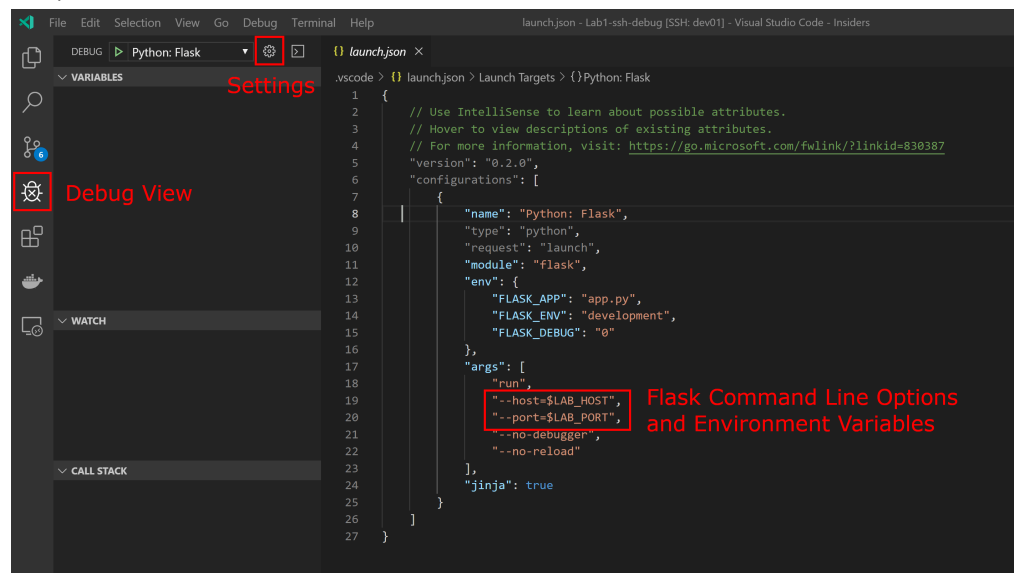 File Edit Selection View Go Debug Terminal Help
launch.json - Lab1-ssh-debug [SSH: dev01] - Visual Studio Code - Insiders
DEBUG Python: Flask
{} launch.json ×
VARIABLES
Settings
.vscode > {} launch.json > Launch Targets > {} Python: Flask
1 {
2 // Use IntelliSense to learn about possible attributes.
3 // Hover to view descriptions of existing attributes.
4 // For more information, visit: https://go.microsoft.com/fwlink/?linkid=830387
5 "version": "0.2.0",
6 "configurations": [
7 {
8 "name": "Python: Flask",
9 "type": "python",
10 "request": "launch",
11 "module": "flask",
12 "env": {
13 "FLASK_APP": "app.py",
14 "FLASK_ENV": "development",
15 "FLASK_DEBUG": "0"
16 },
17 "args": [
18 "run",
19 "--host=$LAB_HOST",
20 "--port=$LAB_PORT",
21 "--no-debugger",
22 "--no-reload"
23 ],
24 "jinja": true
25 }
26 ]
27 }
6
Debug View
WATCH
Flask Command Line Options
and Environment Variables
CALL STACK